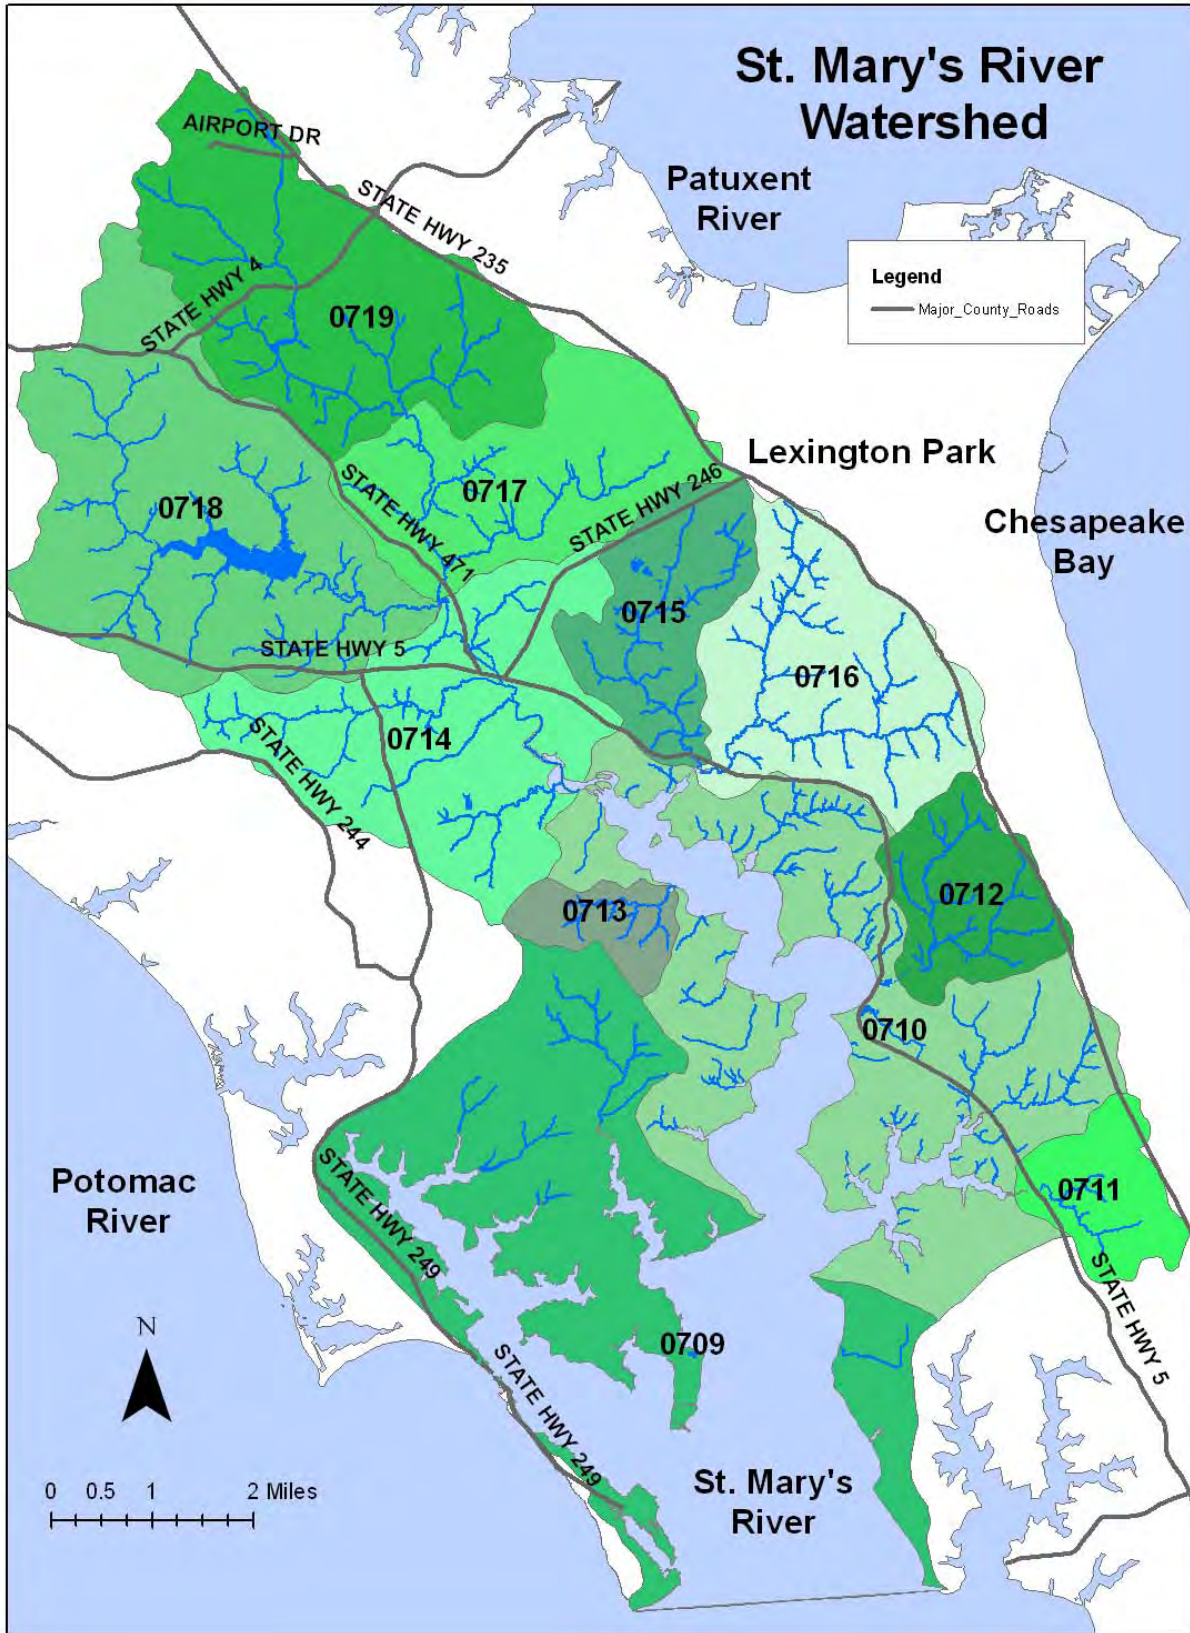 St. Mary's River
Watershed
AIRPORT DR
Patuxent
River
STATE HWY 235
Legend
Major_County_Roads
STATE HWY 4
0719
Lexington Park
STATE HWY 246
0717
STATE HWY 471
0718
Chesapeake
Bay
0715
STATE HWY 5
0716
0714
STATE HWY 244
0712
0713
0710
Potomac
River
STATE HWY 249
0711
STATE HWY 5
N
0709
STATE HWY 249
0 0.5 1 2 Miles
St. Mary's
River